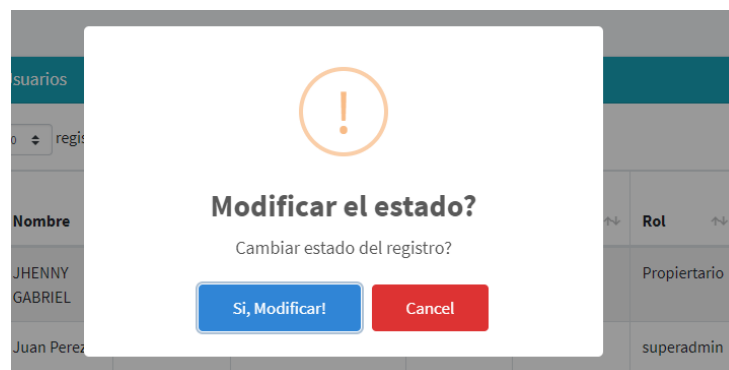 suarios
regis
!
Modificar el estado?
Nombre
Rol
Cambiar estado del registro?
JHENNY
GABRIEL
Propiertario
Si, Modificar!
Cancel
Juan Perez
superadmin